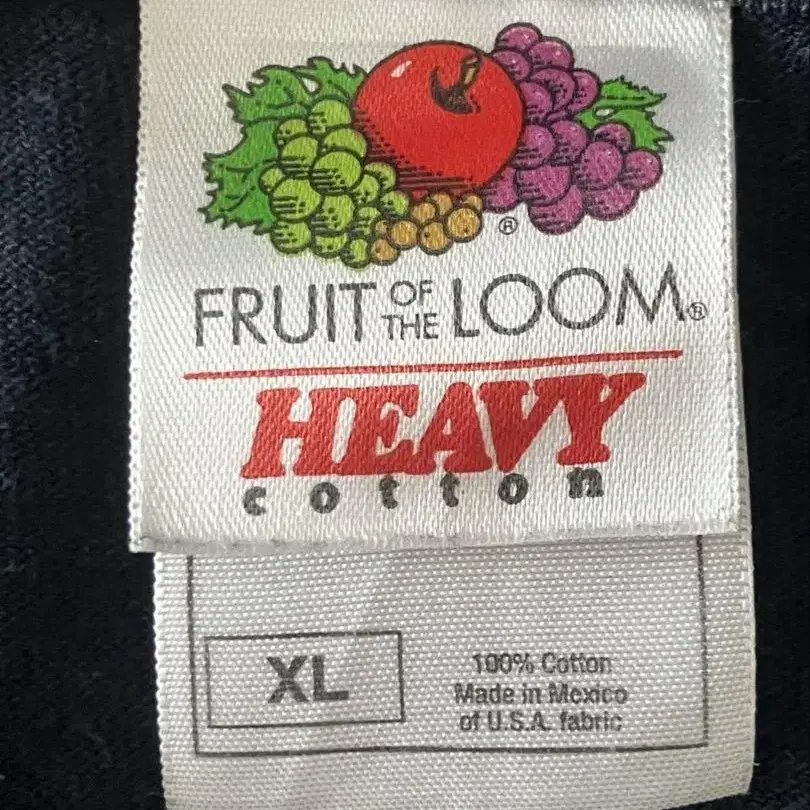 ®
FRUIT OF THE LOOM®
HEAVY
cotton
XL
100% Cotton
Made in Mexico
of U.S.A. fabric